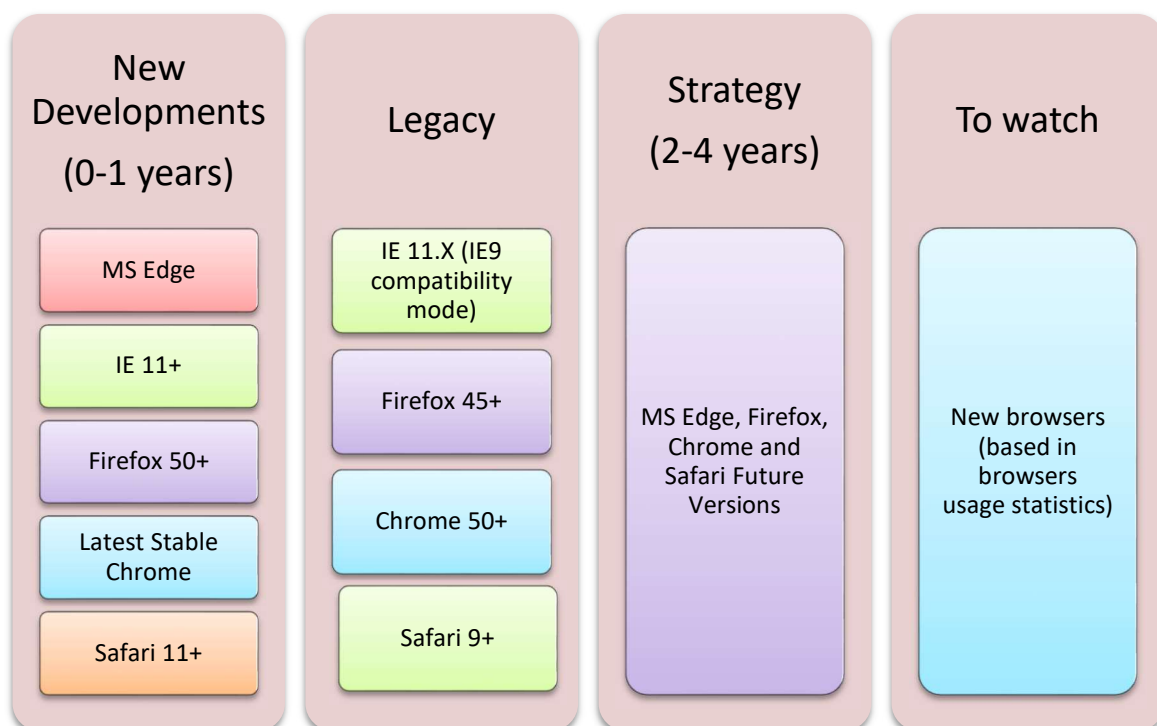 New
Developments
(0-1 years)
MS Edge
IE 11+
Firefox 50+
Latest Stable
Chrome
Safari 11+
Legacy
IE 11.X (IE9
compatibility
mode)
Firefox 45+
Chrome 50+
Safari 9+
Strategy
(2-4 years)
MS Edge, Firefox,
Chrome and
Safari Future
Versions
To watch
New browsers
(based in
browsers
usage statistics)